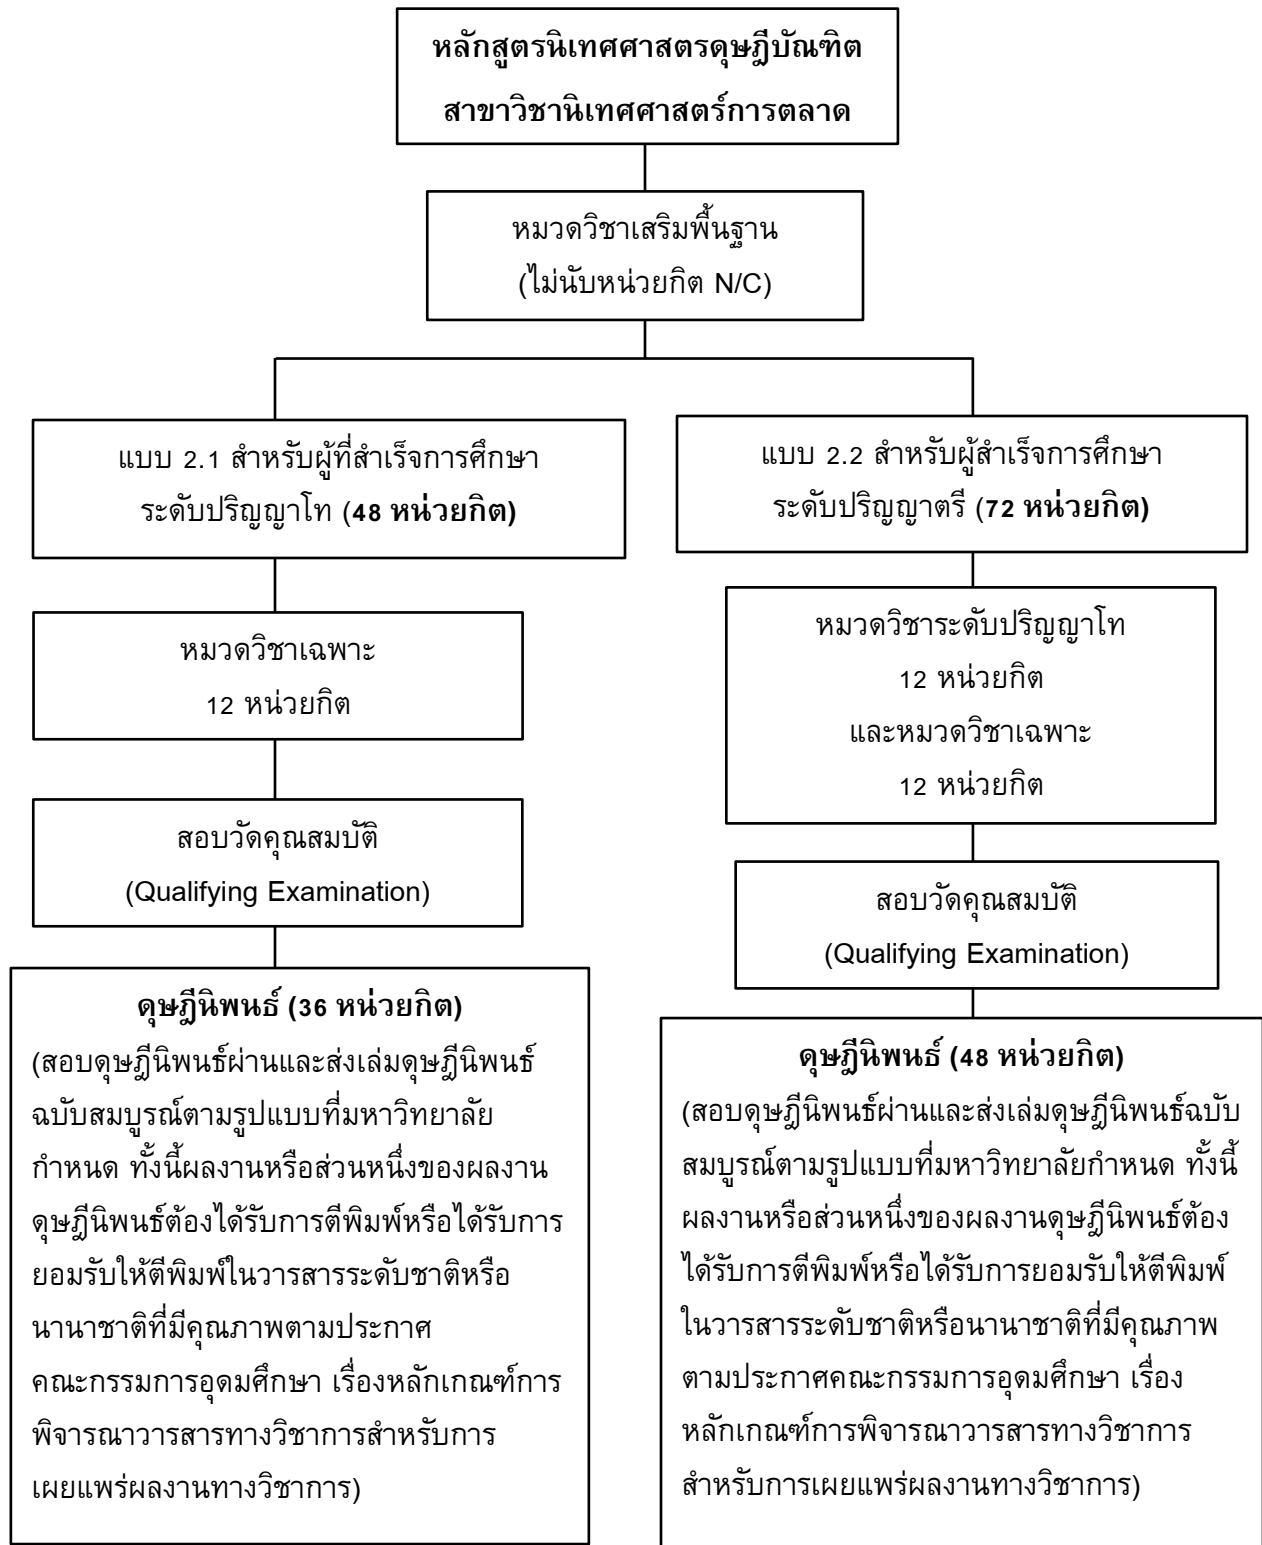 หลักสูตรนิเทศศาสตรดุษฎีบัณฑิต
สาขาวิชานิเทศศาสตร์การตลาด
หมวดวิชาเสริมพื้นฐาน
(ไม่นับหน่วยกิต N/C)
แบบ 2.1 สำหรับผู้ที่สำเร็จการศึกษา
ระดับปริญญาโท (48 หน่วยกิต)
หมวดวิชาเฉพาะ
12 หน่วยกิต
สอบวัดคุณสมบัติ
(Qualifying Examination)
ดุษฎีนิพนธ์ (36 หน่วยกิต)
(สอบดุษฎีนิพนธ์ผ่านและส่งเล่มดุษฎีนิพนธ์
ฉบับสมบูรณ์ตามรูปแบบที่มหาวิทยาลัย
กำหนด ทั้งนี้ผลงานหรือส่วนหนึ่งของผลงาน
ดุษฎีนิพนธ์ต้องได้รับการตีพิมพ์หรือได้รับการ
ยอมรับให้ตีพิมพ์ในวารสารระดับชาติหรือ
นานาชาติที่มีคุณภาพตามประกาศ
คณะกรรมการอุดมศึกษา เรื่องหลักเกณฑ์การ
พิจารณาวารสารทางวิชาการสำหรับการ
เผยแพร่ผลงานทางวิชาการ)
แบบ 2.2 สำหรับผู้สำเร็จการศึกษา
ระดับปริญญาตรี (72 หน่วยกิต)
หมวดวิชาระดับปริญญาโท
12 หน่วยกิต
และหมวดวิชาเฉพาะ
12 หน่วยกิต
สอบวัดคุณสมบัติ
(Qualifying Examination)
ดุษฎีนิพนธ์ (48 หน่วยกิต)
(สอบดุษฎีนิพนธ์ผ่านและส่งเล่มดุษฎีนิพนธ์ฉบับ
สมบูรณ์ตามรูปแบบที่มหาวิทยาลัยกำหนด ทั้งนี้
ผลงานหรือส่วนหนึ่งของผลงานดุษฎีนิพนธ์ต้อง
ได้รับการตีพิมพ์หรือได้รับการยอมรับให้ตีพิมพ์
ในวารสารระดับชาติหรือนานาชาติที่มีคุณภาพ
ตามประกาศคณะกรรมการอุดมศึกษา เรื่อง
หลักเกณฑ์การพิจารณาวารสารทางวิชาการ
สำหรับการเผยแพร่ผลงานทางวิชาการ)